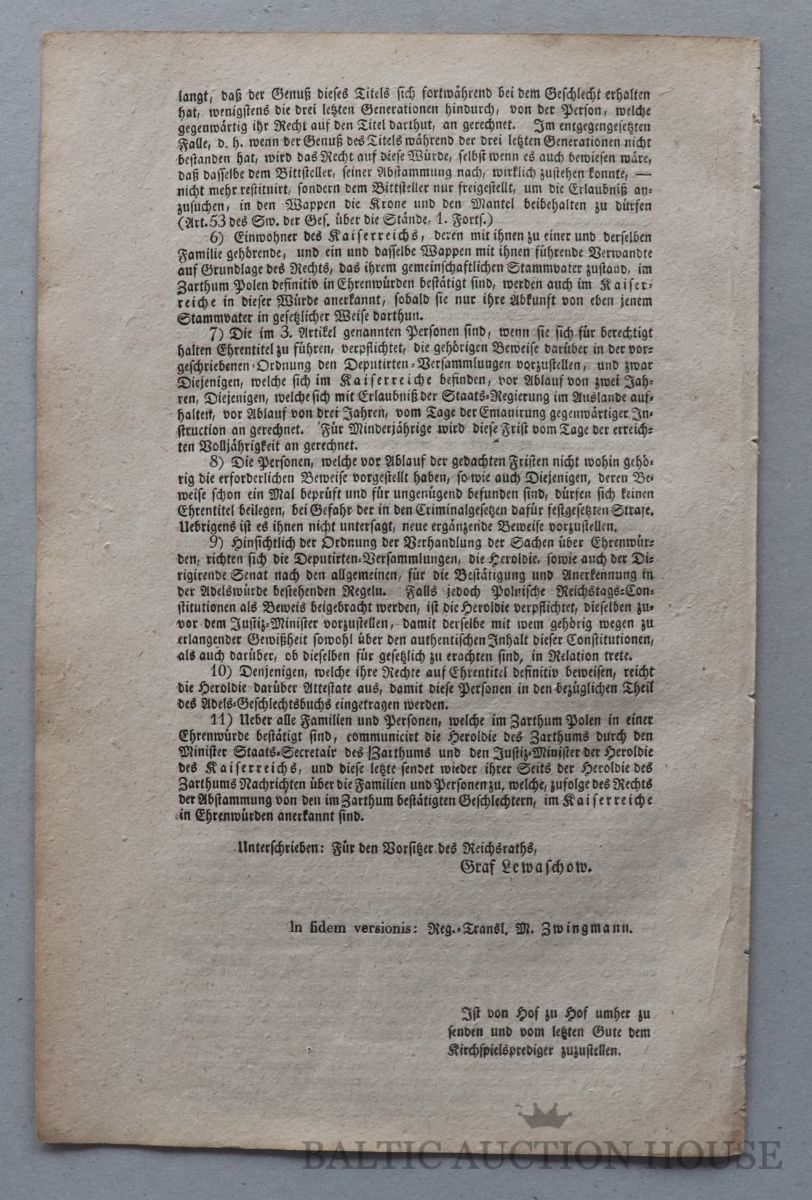 langt, daß der Genuß dieses Titels sich fortwährend bei dem Geschlecht erhalten
hat, wenigstens die drei letzten Generationen hindurch, von der Person, welche
gegenwärtig ihr Recht auf den Titel darthut, an gerechnet. Im entgegengesetzten
Falle, d. h. wenn der Genuß des Titels während der drei letzten Generationen nicht
bestanden hat, wird das Recht auf diese Würde, selbst wenn es auch bewiesen wäre,
daß dasselbe dem Bittsteller, seiner Abstammung nach, wirklich zustehen konnte, —
nicht mehr restituirt, sondern dem Bittsteller nur freigestellt, um die Erlaubniß an-
zusuchen, in den Wappen die Krone und den Mantel beibehalten zu dürfen
(Art. 53 des Sw. der Ges. über die Stände, 1. Forts.)
6) Einwohner des Kaiserreichs, deren mit ihnen zu einer und derselben
Familie gehörende, und ein und dasselbe Wappen mit ihnen führende Verwandte
auf Grundlage des Rechts, das ihrem gemeinschaftlichen Stammvater zustand, im
Zarthum Polen definitiv in Ehrenwürden bestätigt sind, werden auch im Kaiser-
reiche in dieser Würde anerkannt, sobald sie nur ihre Abkunft von eben jenem
Stammvater in gesetzlicher Weise darthun.
7) Die im 3. Artikel genannten Personen sind, wenn sie sich für berechtigt
halten Ehrentitel zu führen, verpflichtet, die gehörigen Beweise darüber in der vor-
geschriebenen Ordnung den Deputirten-Versammlungen vorzustellen, und zwar
Diejenigen, welche sich im Kaiserreiche befinden, vor Ablauf von zwei Jah-
ren, Diejenigen, welche sich mit Erlaubniß der Staats-Regierung im Auslande auf-
halten, vor Ablauf von drei Jahren, vom Tage der Emanirung gegenwärtiger In-
struction an gerechnet. Für Minderjährige wird diese Frist vom Tage der erreich-
ten Volljährigkeit an gerechnet.
8) Die Personen, welche vor Ablauf der gedachten Fristen nicht wohin gehö-
rig die erforderlichen Beweise vorgestellt haben, so wie auch Diejenigen, deren Be-
weise schon ein Mal beprüft und für ungenügend befunden sind, dürfen sich keinen
Ehrentitel beilegen, bei Gefahr der in den Criminalgesetzen dafür festgesetzten Strafe.
Uebrigens ist es ihnen nicht untersagt, neue ergänzende Beweise vorzustellen.
9) Hinsichtlich der Ordnung der Verhandlung der Sachen über Ehrenwür-
den, richten sich die Deputirten-Versammlungen, die Heroldie, sowie auch der Di-
rigirende Senat nach den allgemeinen, für die Bestätigung und Anerkennung in
der Adelswürde bestehenden Regeln. Falls jedoch Polnische Reichstags-Con-
stitutionen als Beweis beigebracht werden, ist die Heroldie verpflichtet, dieselben zu-
vor dem Justiz-Minister vorzustellen, damit derselbe mit wem gehörig wegen zu
erlangender Gewißheit sowohl über den authentischen Inhalt dieser Constitutionen,
als auch darüber, ob dieselben für gesetzlich zu erachten sind, in Relation trete.
10) Denjenigen, welche ihre Rechte auf Ehrentitel definitiv beweisen, reicht
die Heroldie darüber Attestate aus, damit diese Personen in den bezüglichen Theil
des Adels-Geschlechtsbuchs eingetragen werden.
11) Ueber alle Familien und Personen, welche im Zarthum Polen in einer
Ehrenwürde bestätigt sind, communicirt die Heroldie des Zarthums durch den
Minister Staats-Secretair des Zarthums und den Justiz-Minister der Heroldie
des Kaiserreichs, und diese letzte sendet wieder ihrer Seits der Heroldie des
Zarthums Nachrichten über die Familien und Personen zu, welche, zufolge des Rechts
der Abstammung von den im Zarthum bestätigten Geschlechtern, im Kaiserreiche
in Ehrenwürden anerkannt sind.
Unterschrieben: Für den Vorsitzer des Reichsraths,
Graf Lewaschow.
In fidem versionis: Reg.-Transl. M. Zwingmann.
Ist von Hof zu Hof umher zu
senden und vom letzten Gute dem
Kirchspielsprediger zuzustellen.
BALTIC AUCTION HOUSE